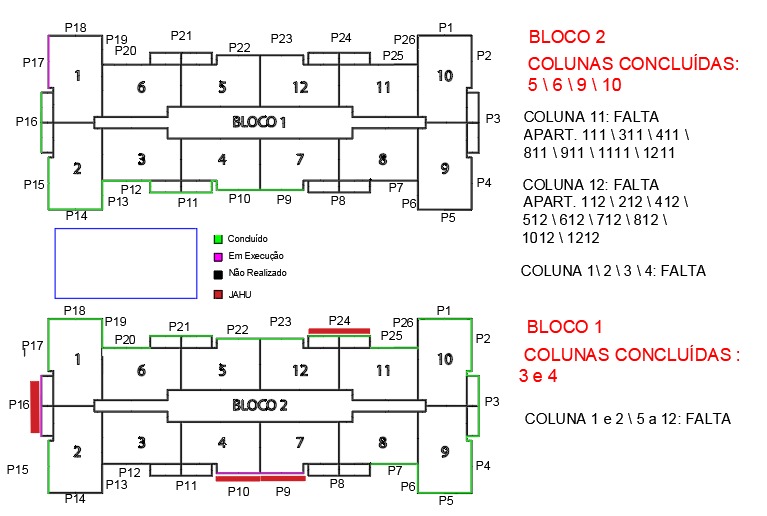 P18
P19
P20
P21
P22
P23
P24
P26
P25
P1
P2
P17
1
6
5
12
11
10
P16
BLOCO 1
P3
2
3
4
7
8
9
P15
P14
P13
P12
P11
P10
P9
P8
P7
P6
P5
P4
Concluído
Em Execução
Não Realizado
JAHU
P18
P19
P20
P21
P22
P23
P24
P26
P25
P1
P2
P17
1
6
5
12
11
10
P16
BLOCO 2
P3
2
3
4
7
8
9
P15
P14
P13
P12
P11
P10
P9
P8
P7
P6
P5
P4
BLOCO 2
COLUNAS CONCLUÍDAS:
5 \ 6 \ 9 \ 10
COLUNA 11: FALTA
APART. 111 \ 311 \ 411 \
811 \ 911 \ 1111 \ 1211
COLUNA 12: FALTA
APART. 112 \ 212 \ 412 \
512 \ 612 \ 712 \ 812 \
1012 \ 1212
COLUNA 1\ 2 \ 3 \ 4: FALTA
BLOCO 1
COLUNAS CONCLUÍDAS :
3 e 4
COLUNA 1 e 2 \ 5 a 12: FALTA